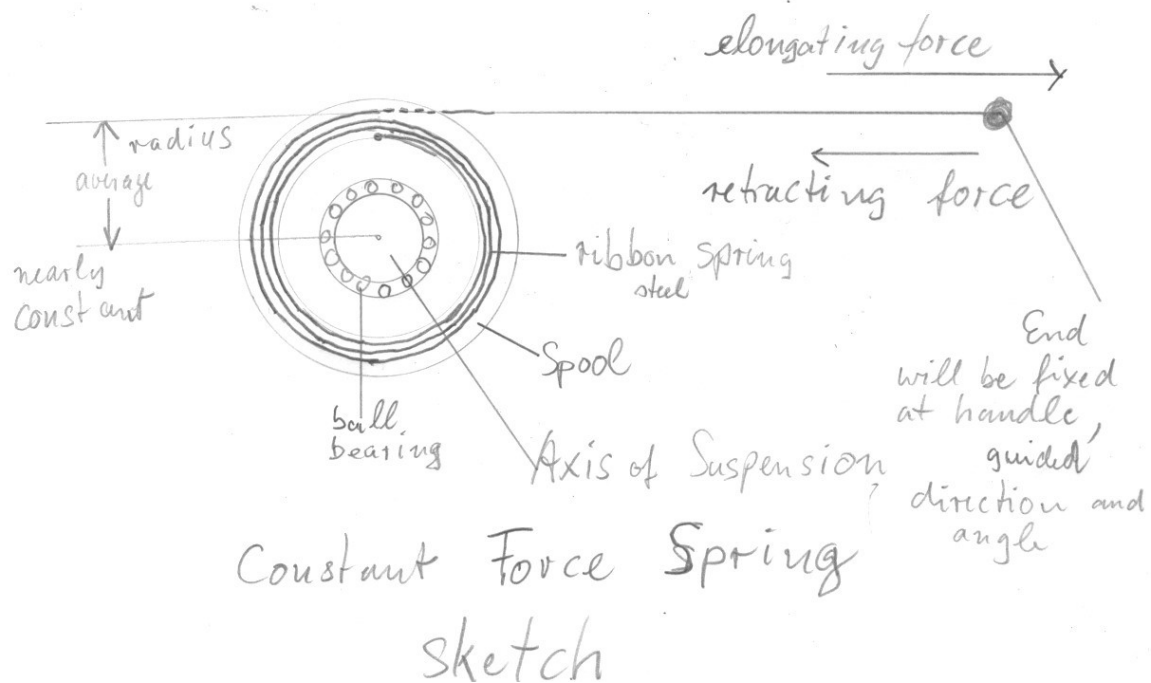 elongating force
radius
average
nearly
constant
retracting force
ribbon spring
steel
Spool
ball
bearing
Axis of Suspension
End
will be fixed
at handle,
guided
direction and
angle
Constant Force Spring
sketch